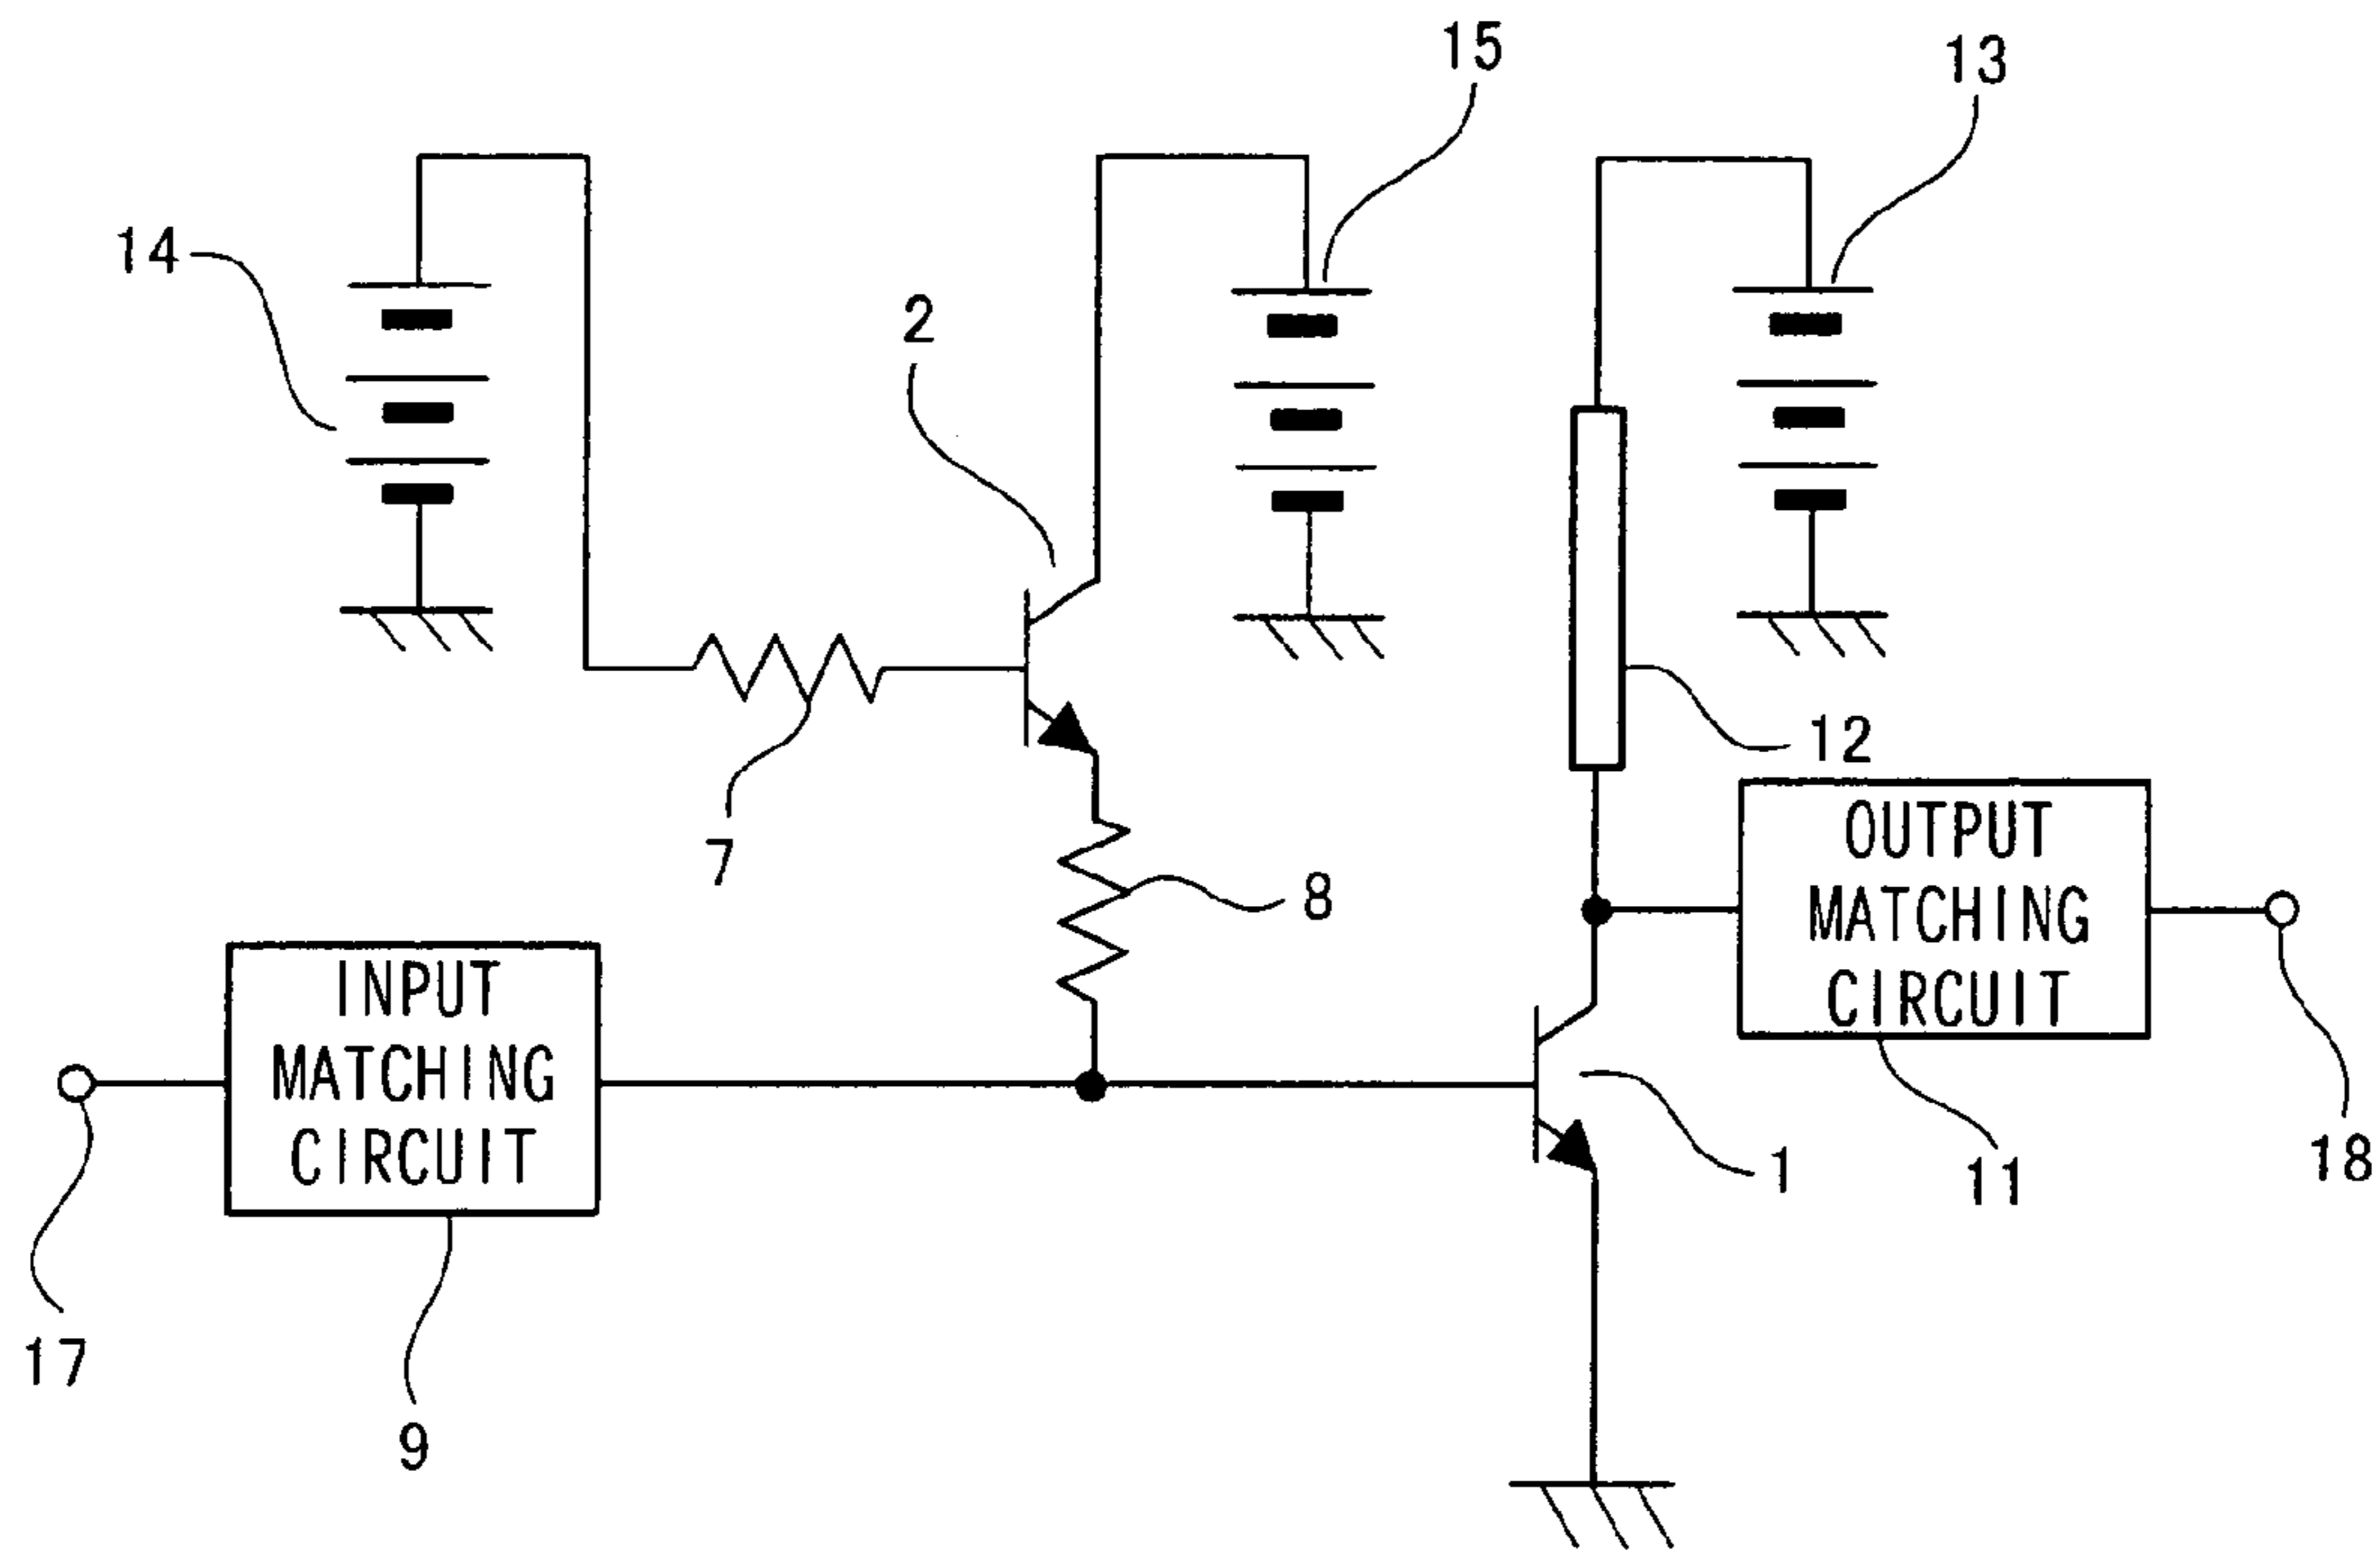 15
13
14
2
12
7
8
OUTPUT
MATCHING
CIRCUIT
INPUT
MATCHING
CIRCUIT
1
11
18
17
9